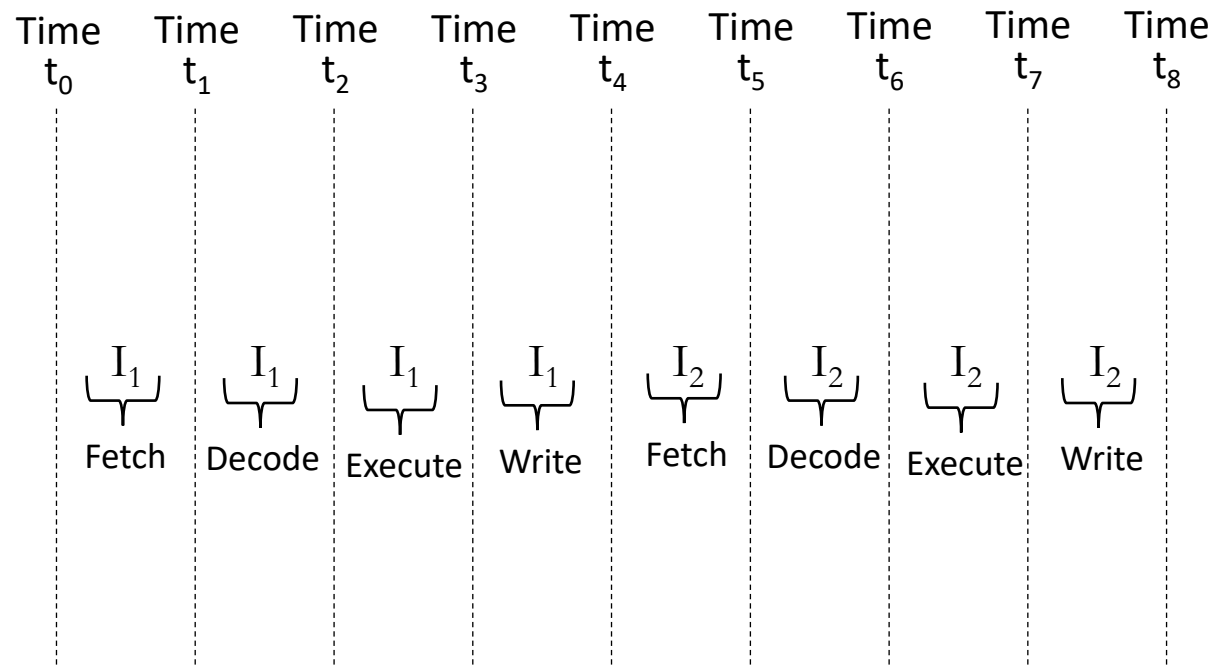 Time Time Time Time Time Time Time Time Time
t₀ t₁ t₂ t₃ t₄ t₅ t₆ t₇ t₈
I₁ I₁ I₁ I₁ I₂ I₂ I₂ I₂
Fetch Decode Execute Write Fetch Decode Execute Write